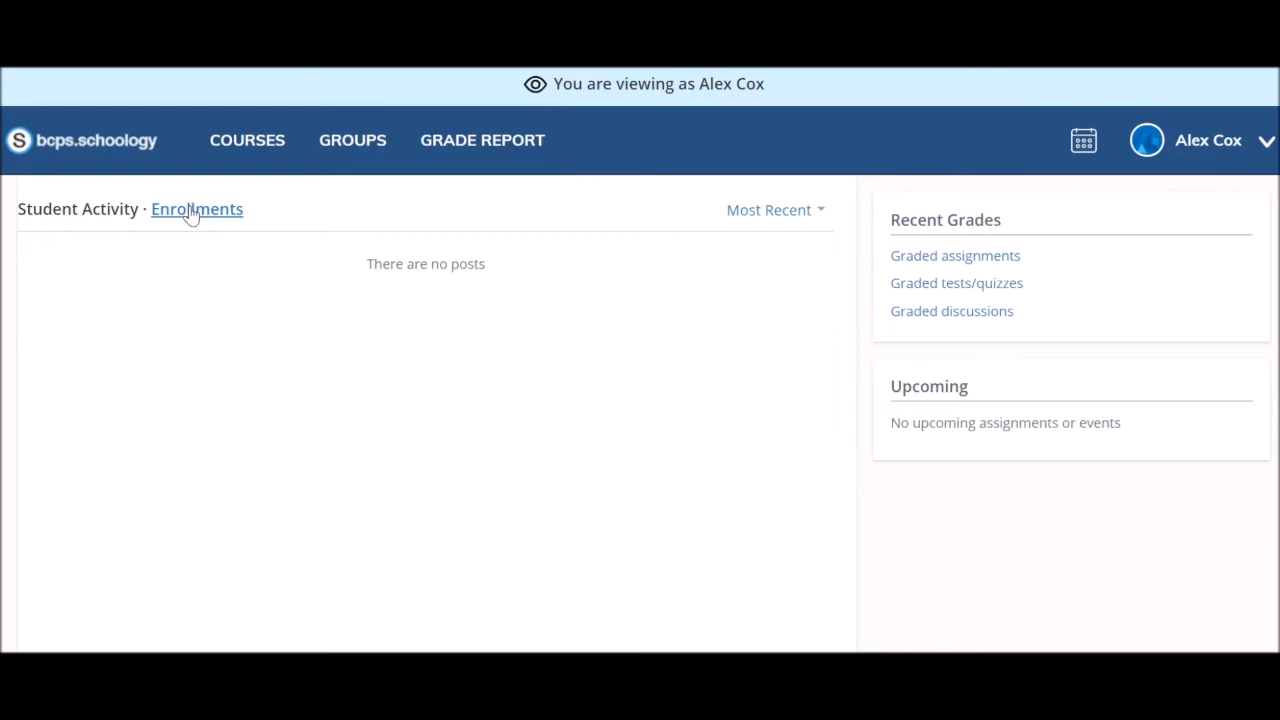 You are viewing as Alex Cox
S bcps.schoology COURSES GROUPS GRADE REPORT Alex Cox
Student Activity · Enrollments Most Recent
There are no posts
Recent Grades
Graded assignments
Graded tests/quizzes
Graded discussions
Upcoming
No upcoming assignments or events